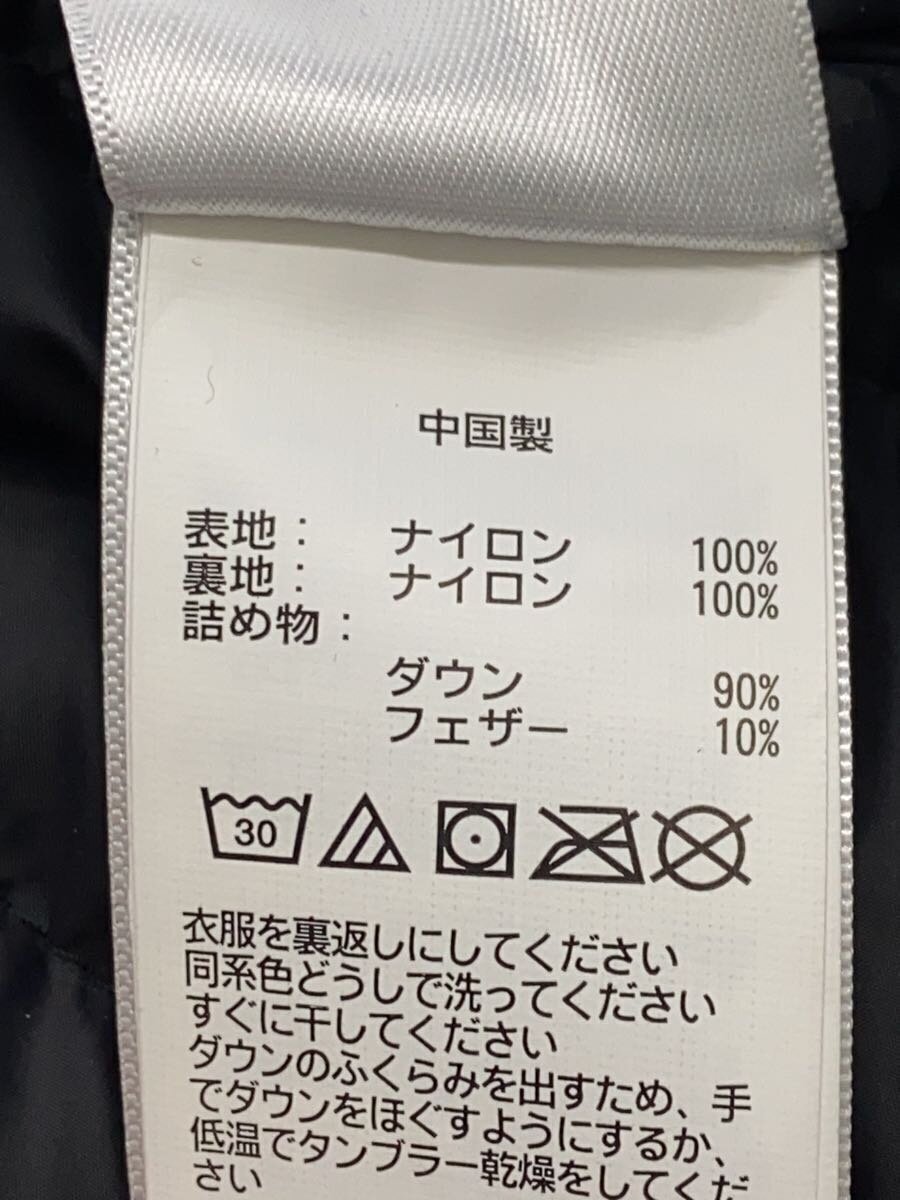 中国製
表地： ナイロン 100%
裏地： ナイロン 100%
詰め物：
ダウン 90%
フェザー 10%
30
衣服を裏返しにしてください
同系色どうしで洗ってください
すぐに干してください
ダウンのふくらみを出すため、手
でダウンをほぐすようにするか、
低温でタンブラー乾燥をしてくだ
さい